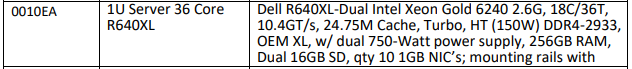 0010EA
1U Server 36 Core
R640XL
Dell R640XL-Dual Intel Xeon Gold 6240 2.6G, 18C/36T,
10.4GT/s, 24.75M Cache, Turbo, HT (150W) DDR4-2933,
OEM XL, w/ dual 750-Watt power supply, 256GB RAM,
Dual 16GB SD, qty 10 1GB NIC’s; mounting rails with